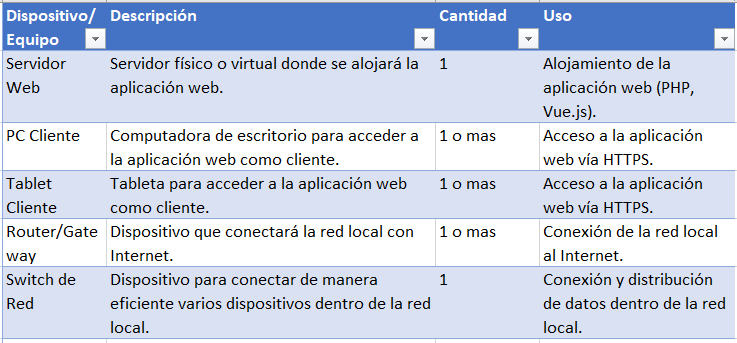 Dispositivo/ Descripción Cantidad Uso
Equipo
Servidor Servidor físico o virtual donde se alojará la 1 Alojamiento de la
Web aplicación web. aplicación web (PHP,
Vue.js).
PC Cliente Computadora de escritorio para acceder a 1 o mas Acceso a la aplicación
la aplicación web como cliente. web vía HTTPS.
Tablet Tableta para acceder a la aplicación web 1 o mas Acceso a la aplicación
Cliente como cliente. web vía HTTPS.
Router/Gate Dispositivo que conectará la red local con 1 o mas Conexión de la red local
way Internet. al Internet.
Switch de Dispositivo para conectar de manera 1 Conexión y distribución
Red eficiente varios dispositivos dentro de la red de datos dentro de la red
local. local.